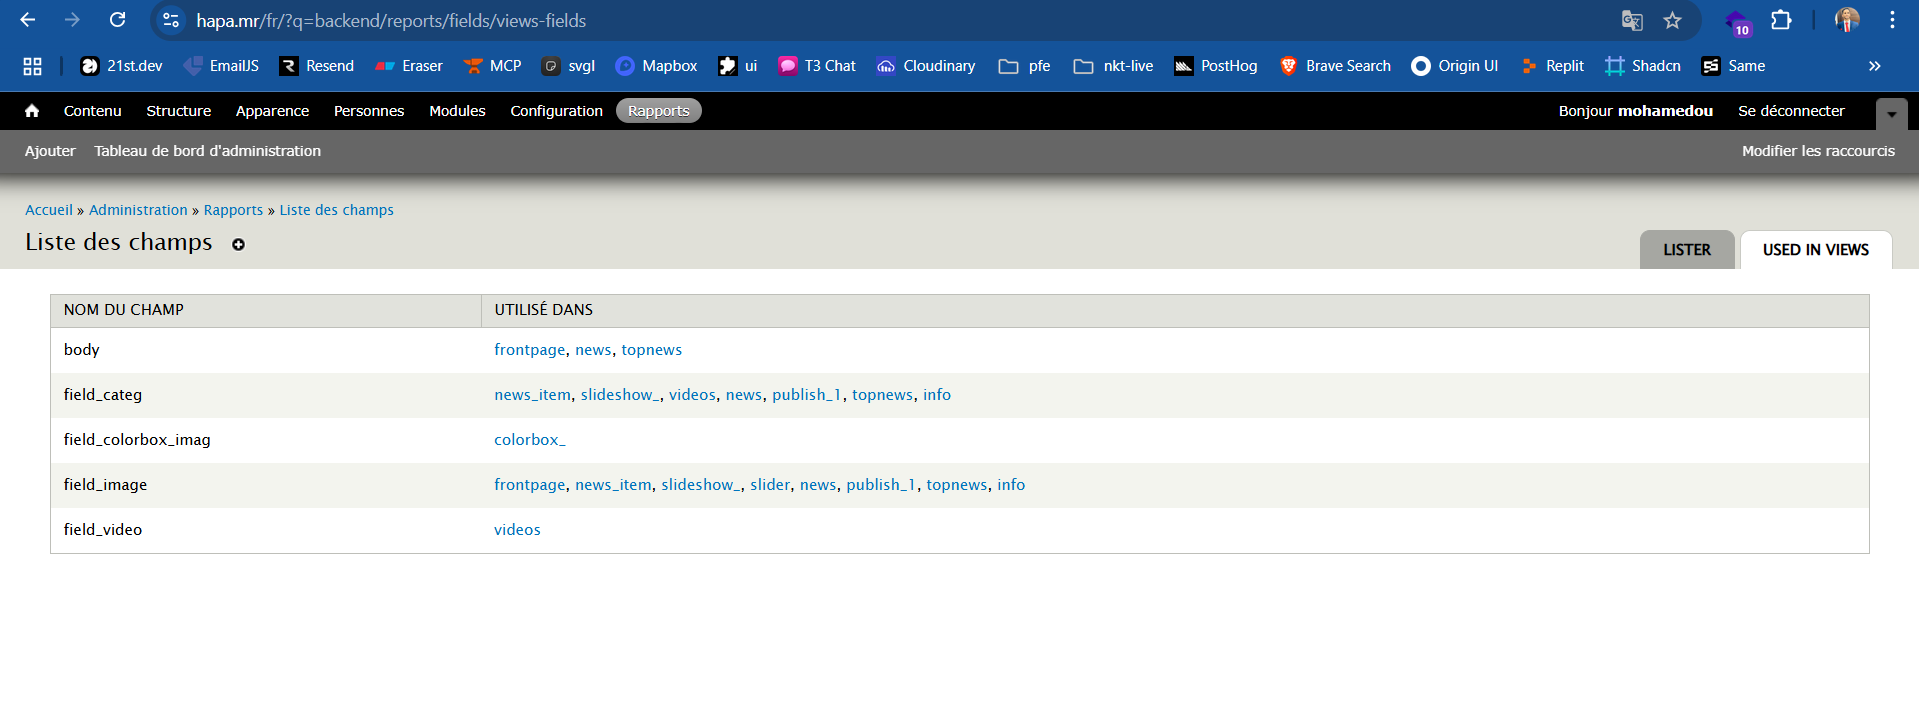 hapa.mr/fr/?q=backend/reports/fields/views-fields
10
21st.dev EmailJS Resend Eraser MCP svgl Mapbox ui T3 Chat Cloudinary pfe nkt-live PostHog Brave Search Origin UI Replit Shadcn Same »
Contenu Structure Apparence Personnes Modules Configuration Rapports Bonjour mohamedou Se déconnecter
Ajouter Tableau de bord d'administration Modifier les raccourcis
Accueil » Administration » Rapports » Liste des champs
Liste des champs
LISTER USED IN VIEWS
NOM DU CHAMP UTILISÉ DANS
body frontpage, news, topnews
field_categ news_item, slideshow_, videos, news, publish_1, topnews, info
field_colorbox_imag colorbox_
field_image frontpage, news_item, slideshow_, slider, news, publish_1, topnews, info
field_video videos